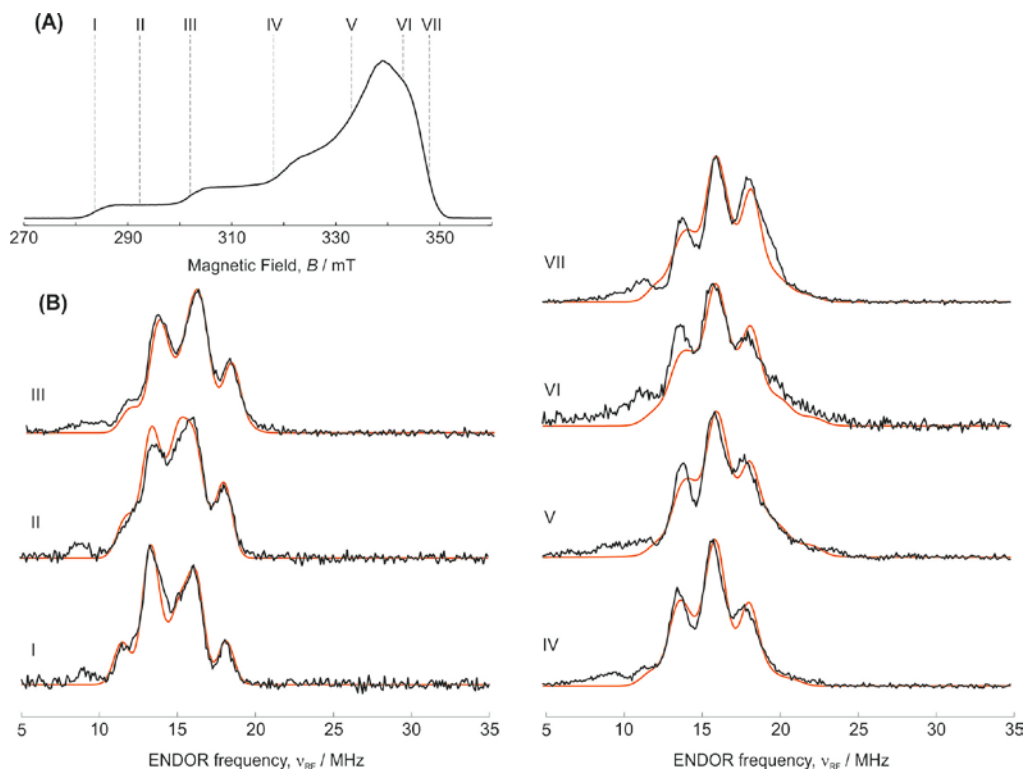 (A)
I II III IV V VI VII
270 290 310 330 350
Magnetic Field, B / mT
(B)
III
II
I
5 10 15 20 25 30 35
ENDOR frequency, νRF / MHz
VII
VI
V
IV
5 10 15 20 25 30 35
ENDOR frequency, νRF / MHz